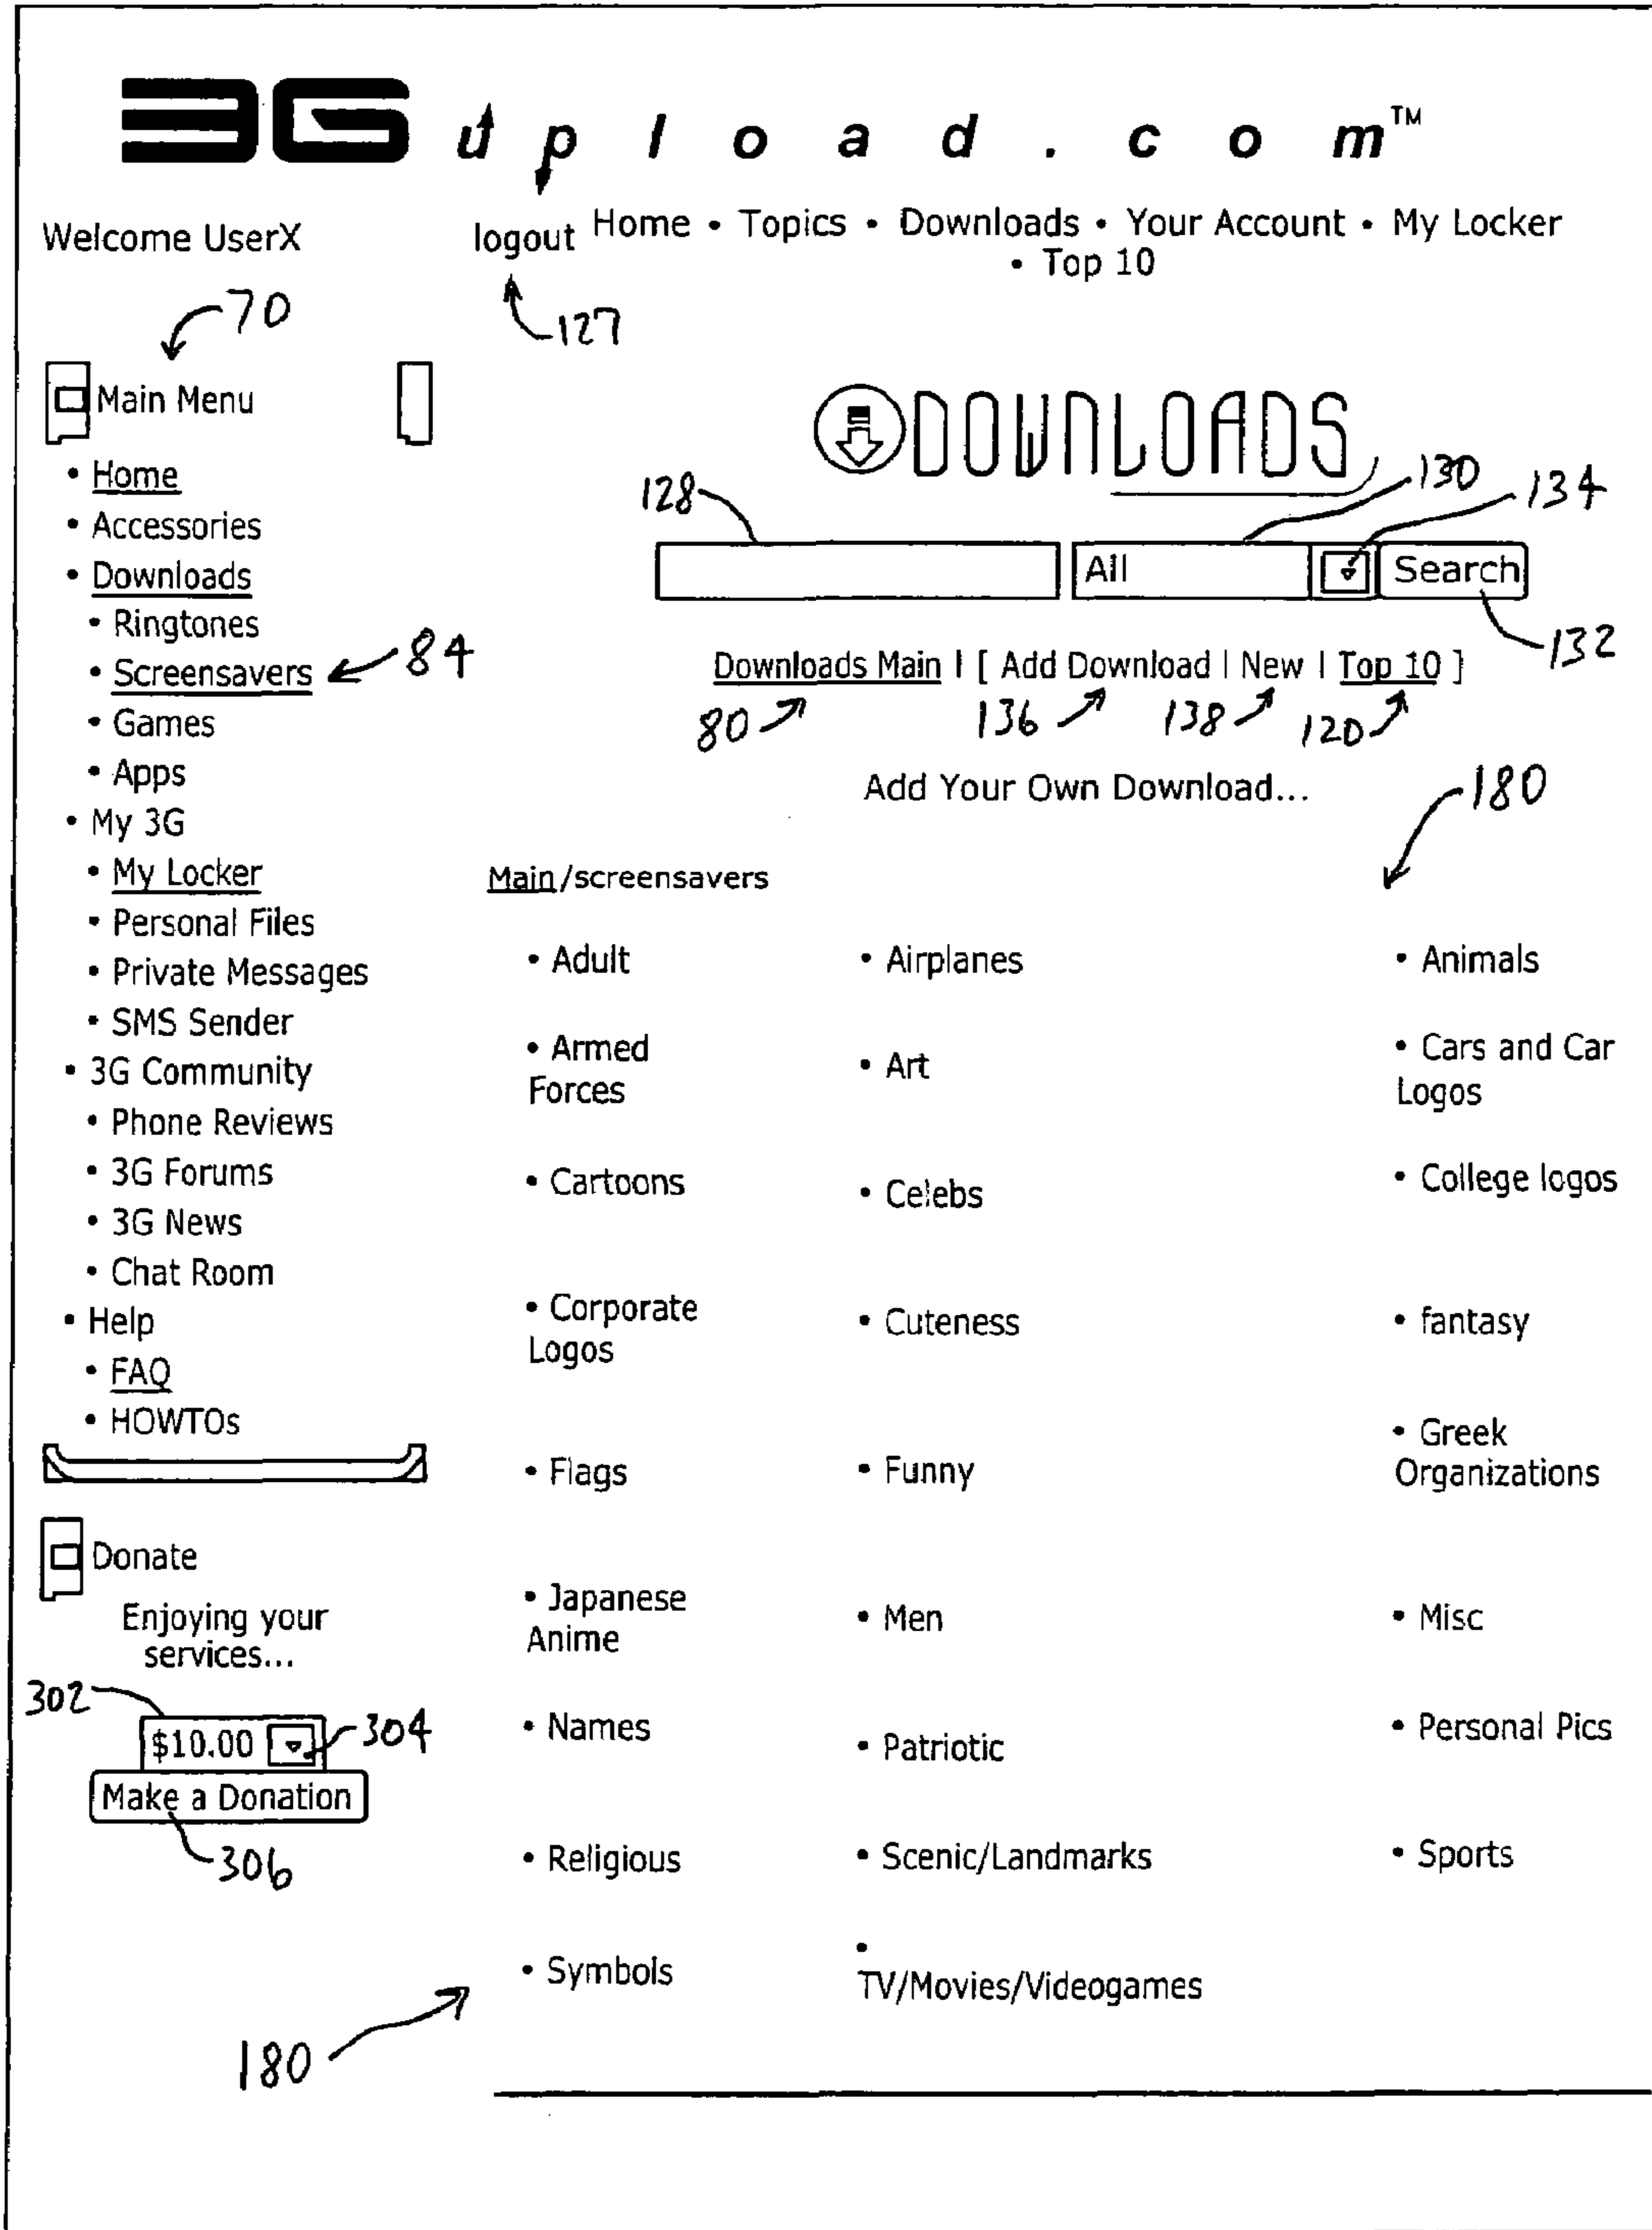 3G upload.com™
Welcome UserX
logout
Home • Topics • Downloads • Your Account • My Locker
• Top 10
70
127
Main Menu
• Home
• Accessories
• Downloads
• Ringtones
• Screensavers
84
• Games
• Apps
• My 3G
• My Locker
• Personal Files
• Private Messages
• SMS Sender
• 3G Community
• Phone Reviews
• 3G Forums
• 3G News
• Chat Room
• Help
• FAQ
• HOWTOs
Donate
Enjoying your
services...
302
$10.00
304
Make a Donation
306
DOWNLOADS
128
130
134
All
Search
132
Downloads Main | [ Add Download | New | Top 10 ]
80
136
138
120
Add Your Own Download...
180
Main/screensavers
• Adult
• Airplanes
• Animals
• Armed
Forces
• Art
• Cars and Car
Logos
• Cartoons
• Celebs
• College logos
• Corporate
Logos
• Cuteness
• fantasy
• Flags
• Funny
• Greek
Organizations
• Japanese
Anime
• Men
• Misc
• Names
• Patriotic
• Personal Pics
• Religious
• Scenic/Landmarks
• Sports
• Symbols
•
TV/Movies/Videogames
180